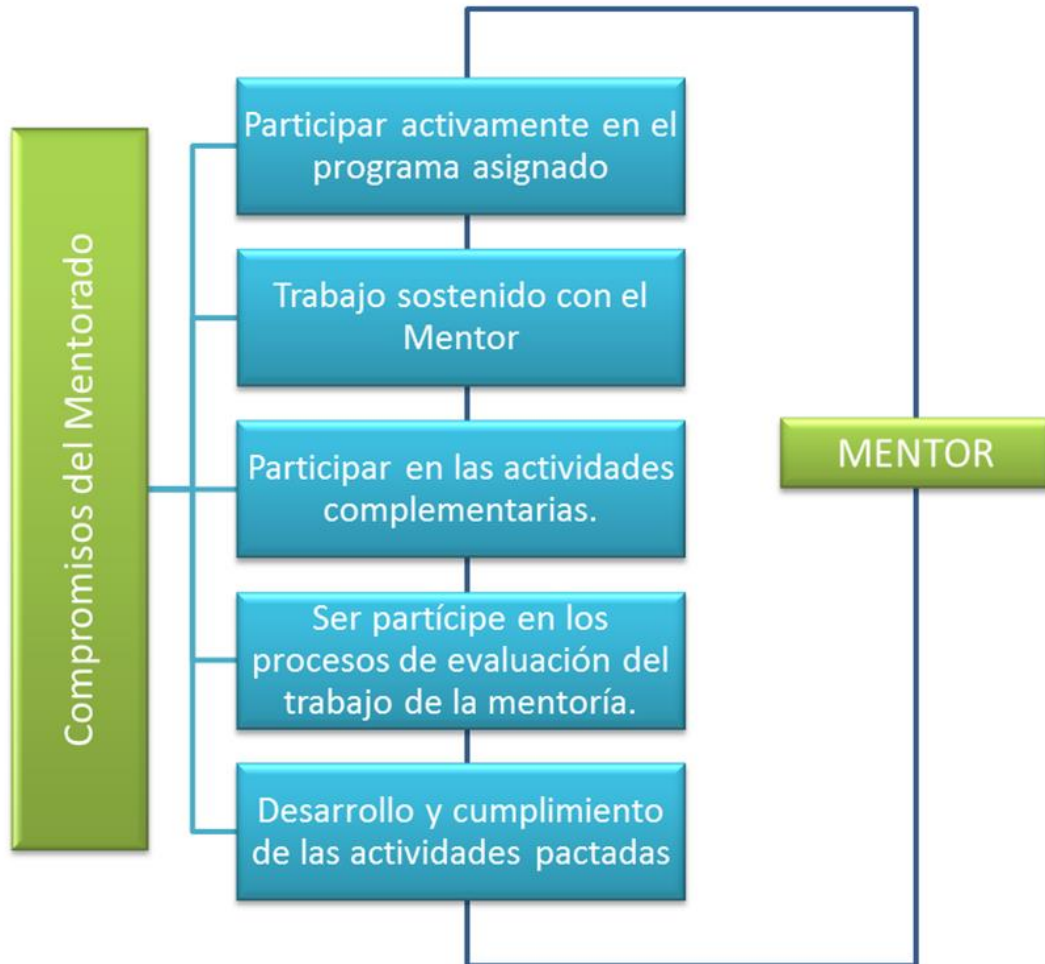 Compromisos del Mentorado
Participar activamente en el
programa asignado
Trabajo sostenido con el
Mentor
Participar en las actividades
complementarias.
Ser partícipe en los
procesos de evaluación del
trabajo de la mentoría.
Desarrollo y cumplimiento
de las actividades pactadas
MENTOR